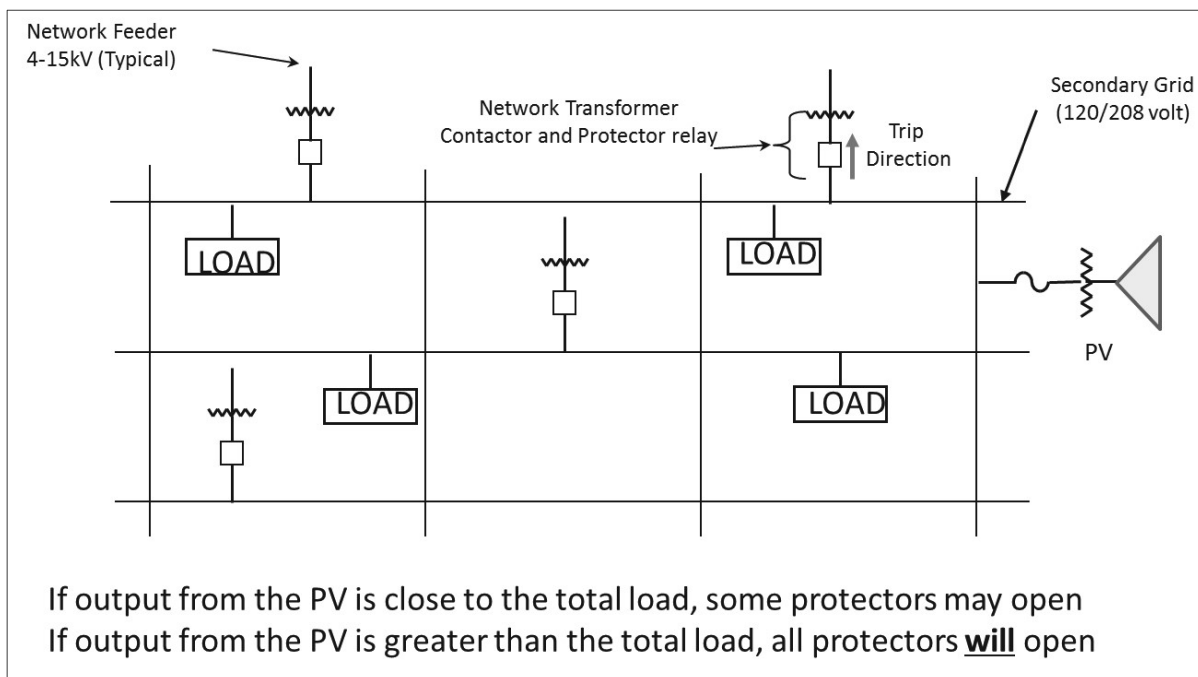 Network Feeder
4-15kV (Typical)
Network Transformer
Contactor and Protector relay
Trip
Direction
Secondary Grid
(120/208 volt)
LOAD
LOAD
PV
LOAD
LOAD
If output from the PV is close to the total load, some protectors may open
If output from the PV is greater than the total load, all protectors will open